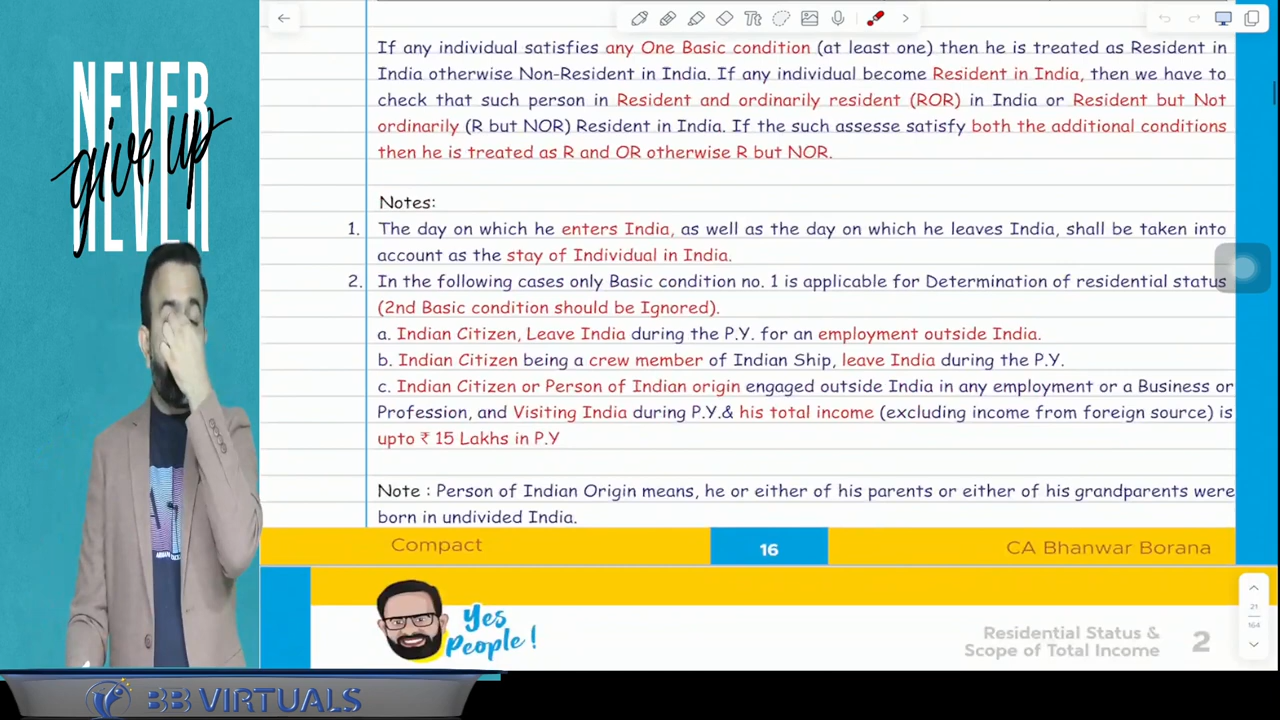 NEVER
give up
NEVER
If any individual satisfies any One Basic condition (at least one) then he is treated as Resident in
India otherwise Non-Resident in India. If any individual become Resident in India, then we have to
check that such person in Resident and ordinarily resident (ROR) in India or Resident but Not
ordinarily (R but NOR) Resident in India. If the such assesse satisfy both the additional conditions
then he is treated as R and OR otherwise R but NOR.
Notes:
1. The day on which he enters India, as well as the day on which he leaves India, shall be taken into
account as the stay of Individual in India.
2. In the following cases only Basic condition no. 1 is applicable for Determination of residential status
(2nd Basic condition should be Ignored).
a. Indian Citizen, Leave India during the P.Y. for an employment outside India.
b. Indian Citizen being a crew member of Indian Ship, leave India during the P.Y.
c. Indian Citizen or Person of Indian origin engaged outside India in any employment or a Business or
Profession, and Visiting India during P.Y.& his total income (excluding income from foreign source) is
upto ₹ 15 Lakhs in P.Y
Note : Person of Indian Origin means, he or either of his parents or either of his grandparents were
born in undivided India.
Compact 16 CA Bhanwar Borana
Yes
People!
Residential Status &
Scope of Total Income 2
21
164
BB VIRTUALS